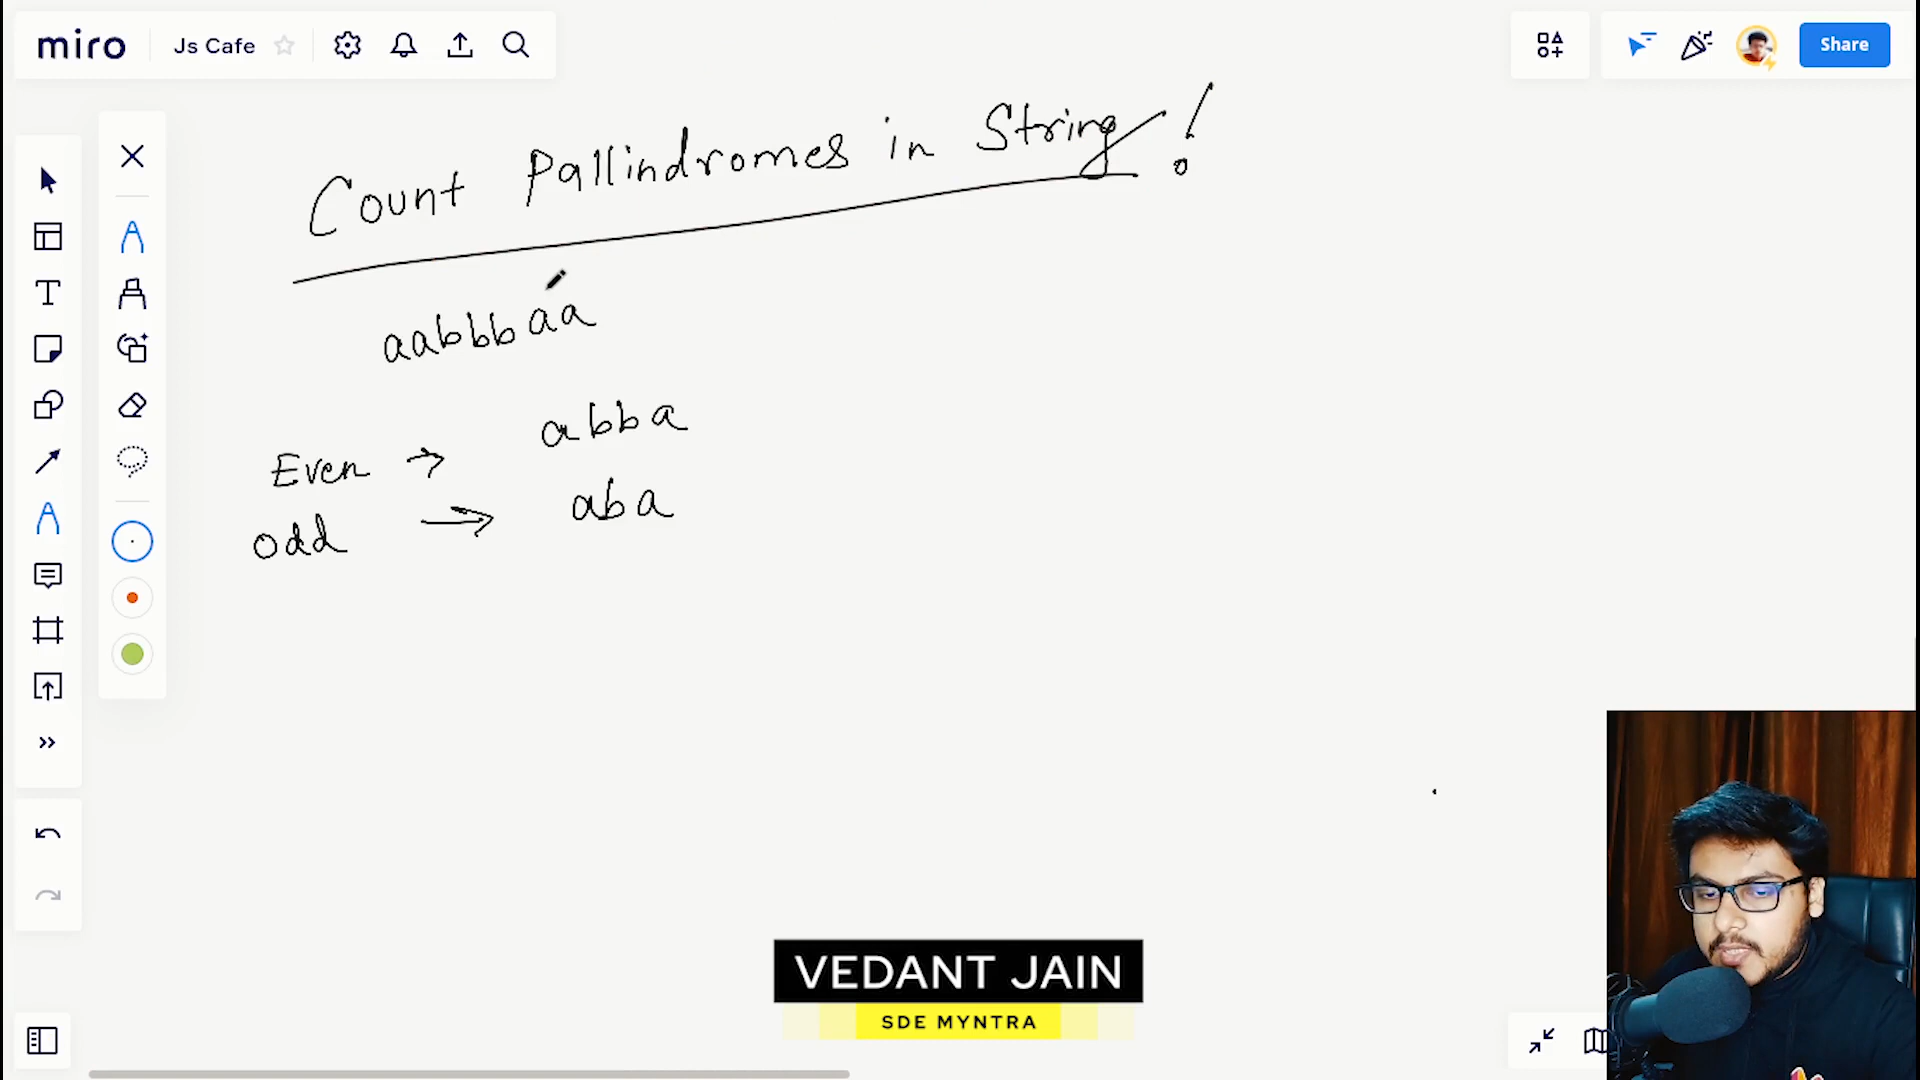 miro Js Cafe Share
Count Pallindromes in String!
aabbbaa
Even → abba
odd → aba
VEDANT JAIN
SDE MYNTRA